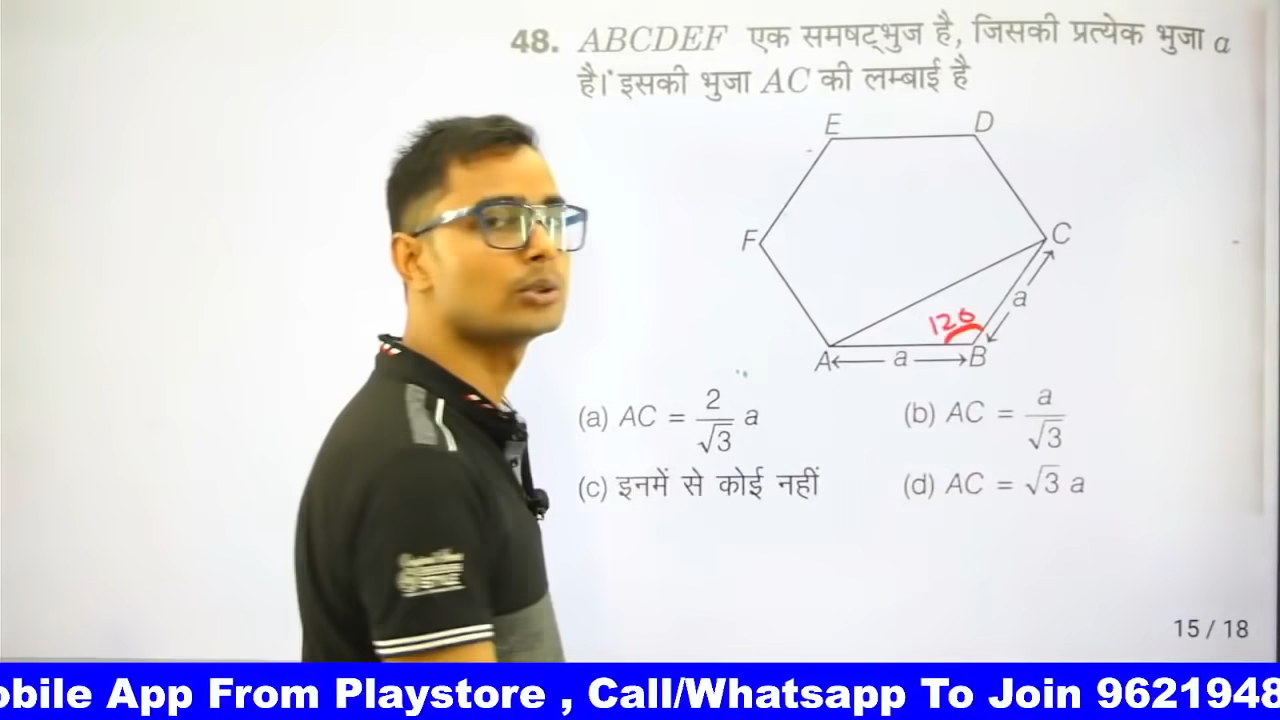 48. ABCDEF एक समषट्भुज है, जिसकी प्रत्येक भुजा a
है। इसकी भुजा AC की लम्बाई है
E
D
F
C
a
120
A
a
B
(a) AC = 2/√3 a
(b) AC = a/√3
(c) इनमें से कोई नहीं
(d) AC = √3 a
15 / 18
obile App From Playstore , Call/Whatsapp To Join 9621948